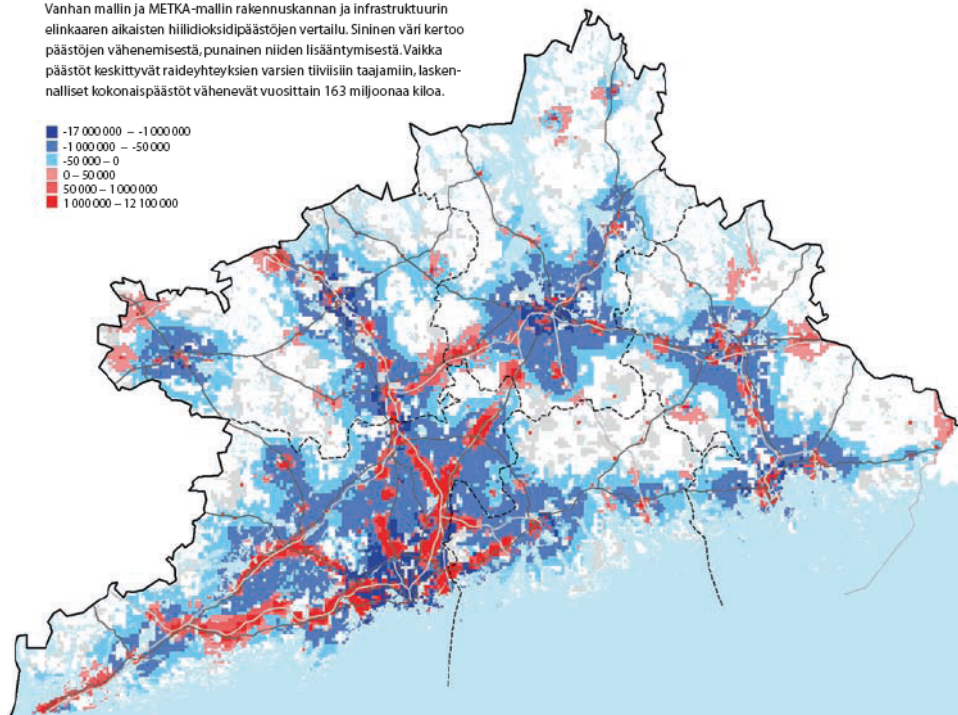 Vanhan mallin ja METKA-mallin rakennuskannan ja infrastruktuurin
elinkaaren aikaisten hiilidioksidipäästöjen vertailu. Sininen väri kertoo
päästöjen vähenemisestä, punainen niiden lisääntymisestä. Vaikka
päästöt keskittyvät raideyhteyksien varsien tiiviisiin taajamiin, lasken-
nalliset kokonaispäästöt vähenevät vuosittain 163 miljoonaa kiloa.
-17 000 000 – -1 000 000
-1 000 000 – -50 000
-50 000 – 0
0 – 50 000
50 000 – 1 000 000
1 000 000 – 12 100 000